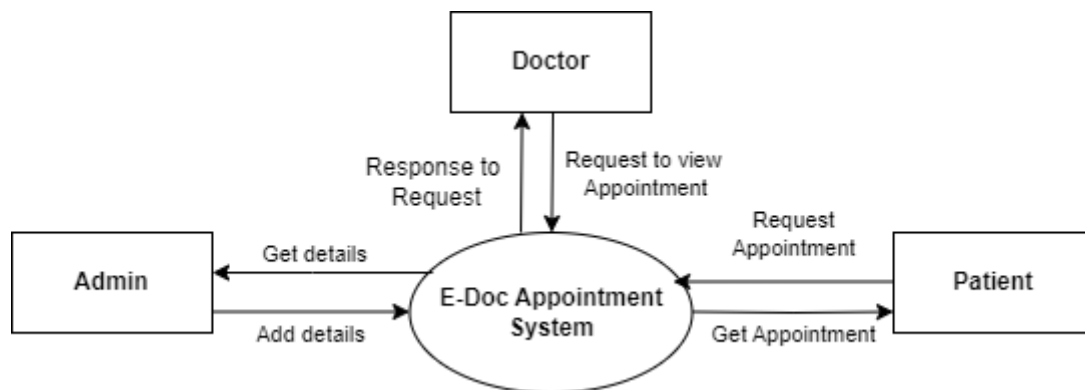 Doctor
Response to
Request
Request to view
Appointment
Request
Appointment
Admin
Get details
Add details
E-Doc Appointment
System
Patient
Get Appointment